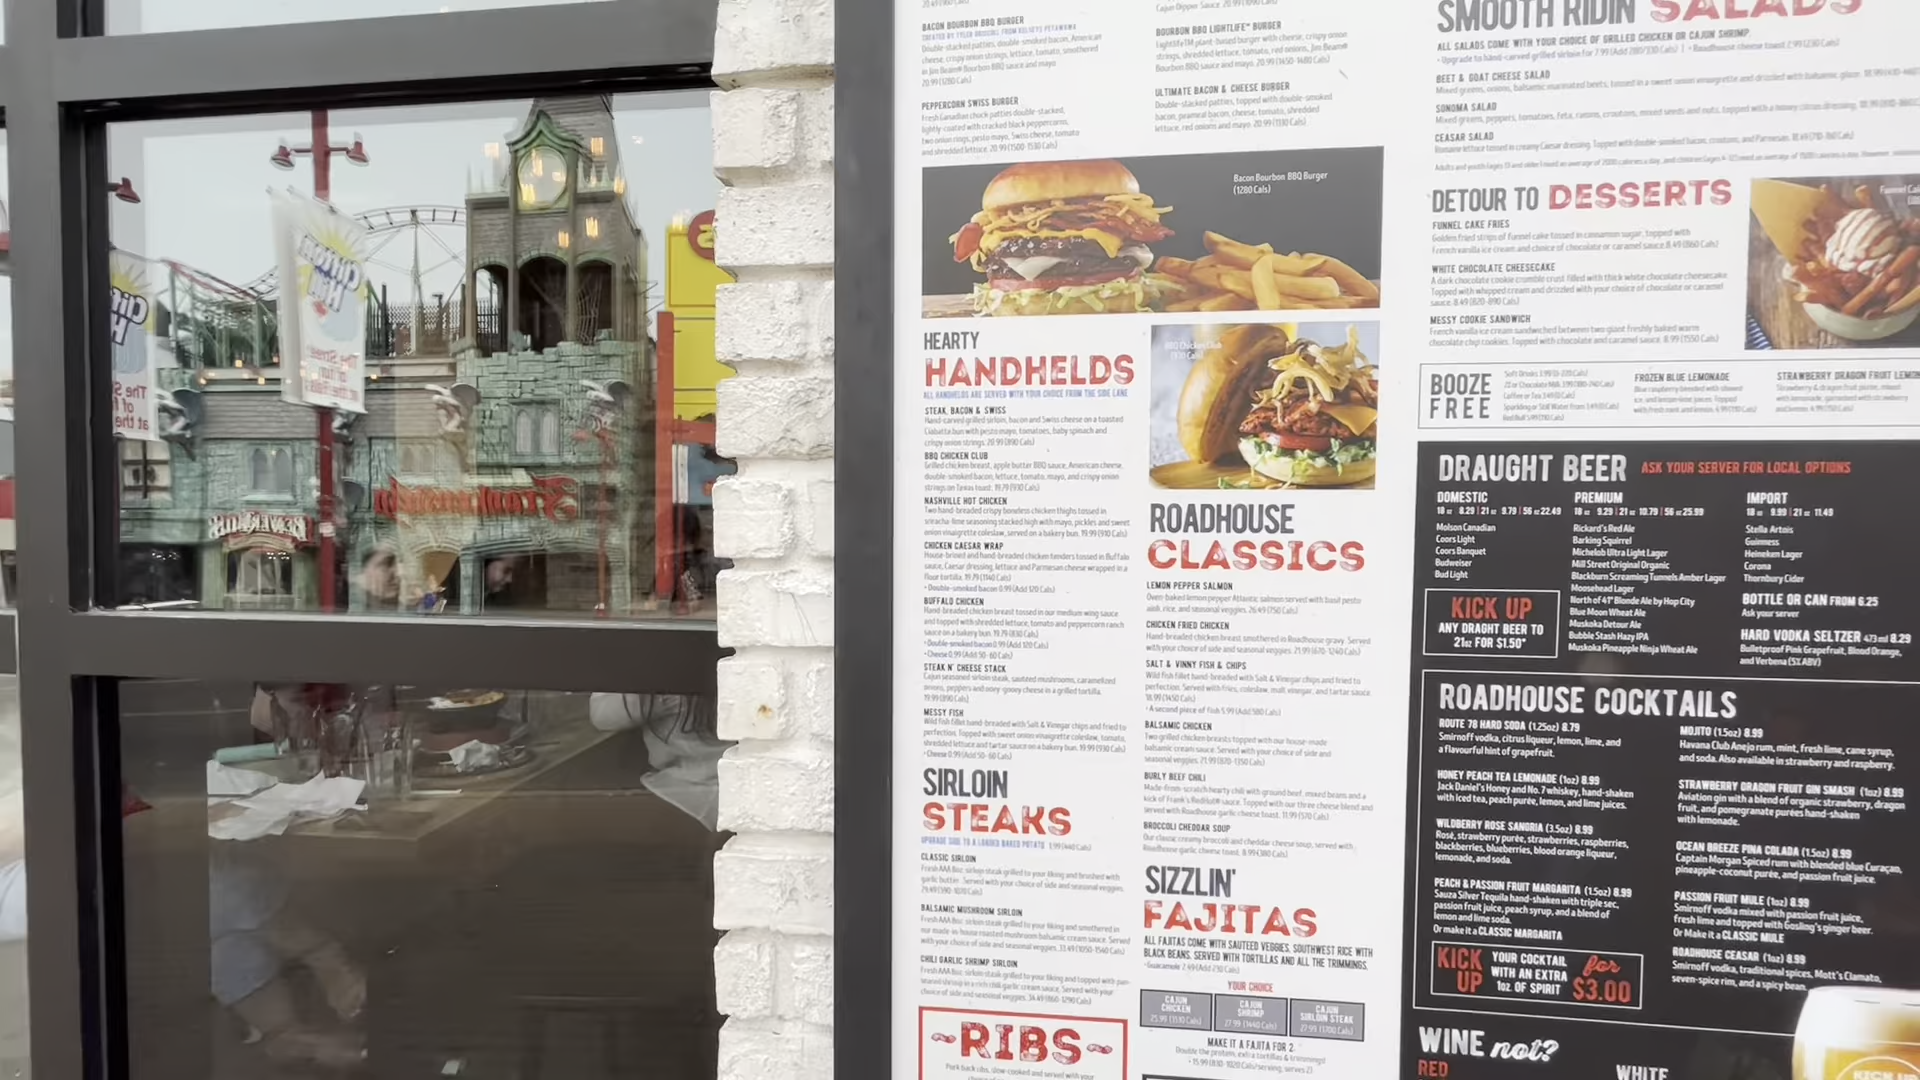 BACON BOURBON BBQ BURGER
Double-stacked patties, double-smoked bacon, American
cheese, crispy onion strings, lettuce, tomato, smothered
in Jim Beam® Bourbon BBQ sauce and mayo
20.99 (1280 Cals)
PEPPERCORN SWISS BURGER
Fresh Canadian chuck patties double-stacked,
lightly-coated with cracked black peppercorns,
two onion rings, pesto mayo, Swiss cheese, tomato
and shredded lettuce. 20.99 (1500-1530 Cals)
BOURBON BBQ LIGHTLIFE™ BURGER
Lightlife™ plant-based burger with cheese, crispy onion
strings, shredded lettuce, tomato, red onions, Jim Beam®
Bourbon BBQ sauce and mayo. 20.99 (1450-1480 Cals)
ULTIMATE BACON & CHEESE BURGER
Double-stacked patties, topped with double-smoked
bacon, peameal bacon, cheese, tomato, shredded
lettuce, red onions and mayo. 20.99 (1130 Cals)
Bacon Bourbon BBQ Burger
(1280 Cals)
HEARTY
HANDHELDS
ALL HANDHELDS ARE SERVED WITH YOUR CHOICE FROM THE SIDE LANE
STEAK, BACON & SWISS
Hand-carved grilled sirloin, bacon and Swiss cheese on a toasted
Ciabatta bun with pesto mayo, tomatoes, baby spinach and
crispy onion strings. 20.99 (890 Cals)
BBQ CHICKEN CLUB
Grilled chicken breast, apple butter BBQ sauce, American cheese,
double-smoked bacon, lettuce, tomato, mayo, and crispy onion
strings on Texas toast. 19.79 (930 Cals)
NASHVILLE HOT CHICKEN
Two hand-breaded crispy boneless chicken thighs tossed in
sriracha-lime seasoning stacked high with mayo, pickles and sweet
onion vinaigrette coleslaw, served on a bakery bun. 19.99 (910 Cals)
CHICKEN CAESAR WRAP
House-brined and hand-breaded chicken tenders tossed in Buffalo
sauce, Caesar dressing, lettuce and Parmesan cheese wrapped in a
flour tortilla. 19.79 (1140 Cals)
• Double-smoked bacon 0.99 (Add 120 Cals)
BUFFALO CHICKEN
Hand-breaded chicken breast tossed in our medium wing sauce
and topped with shredded lettuce, tomato and peppercorn ranch
sauce on a bakery bun. 19.79 (830 Cals)
• Double-smoked bacon 0.99 (Add 120 Cals)
• Cheese 0.99 (Add 50-60 Cals)
STEAK N' CHEESE STACK
Cajun seasoned sirloin steak, sautéed mushrooms, caramelized
onions, peppers and ooey-gooey cheese in a grilled tortilla.
19.99 (890 Cals)
MESSY FISH
Wild fish fillet hand-breaded with Salt & Vinegar chips and fried to
perfection. Topped with sweet onion vinaigrette coleslaw, tomato,
shredded lettuce and tartar sauce on a bakery bun. 19.99 (930 Cals)
• Cheese 0.99 (Add 50-60 Cals)
SIRLOIN
STEAKS
UPGRADE SIDE TO A LOADED BAKED POTATO 1.99 (440 Cals)
CLASSIC SIRLOIN
Fresh AAA 8oz sirloin steak grilled to your liking and brushed with
garlic butter. Served with your choice of side and seasonal veggies.
BALSAMIC MUSHROOM SIRLOIN
Fresh AAA 8oz sirloin steak grilled to your liking and smothered in
our made-in-house roasted mushroom balsamic cream sauce. Served
with your choice of side and seasonal veggies.
CHILI GARLIC SHRIMP SIRLOIN
Fresh AAA 8oz sirloin steak grilled to your liking and topped with pan-
seared shrimp in a rich chili garlic cream sauce. Served with your
choice of side and seasonal veggies.
RIBS
Pork back ribs, slow-cooked and served with your
BBQ Chicken Club
(930 Cals)
ROADHOUSE
CLASSICS
LEMON PEPPER SALMON
Oven-baked lemon pepper Atlantic salmon served with basil pesto
aioli, rice, and seasonal veggies. 26.49 (750 Cals)
CHICKEN FRIED CHICKEN
Hand-breaded chicken breast smothered in Roadhouse gravy. Served
with your choice of side and seasonal veggies. 21.99 (670-1240 Cals)
SALT & VINNY FISH & CHIPS
Wild fish fillet hand-breaded with Salt & Vinegar chips and fried to
perfection. Served with fries, coleslaw, malt vinegar, and tartar sauce
18.99 (1450 Cals)
• A second piece of fish 5.99 (Add 580 Cals)
BALSAMIC CHICKEN
Two grilled chicken breasts topped with our house-made
balsamic cream sauce. Served with your choice of side and
seasonal veggies. 21.99 (870-1350 Cals)
BURLY BEEF CHILI
Made-from-scratch hearty chili with ground beef, mixed beans and a
kick of Frank's RedHot® sauce. Topped with our three cheese blend and
served with Roadhouse garlic cheese toast. 11.99 (570 Cals)
BROCCOLI CHEDDAR SOUP
Our classic creamy broccoli and cheddar cheese soup, served with
Roadhouse garlic cheese toast. 8.99 (380 Cals)
SIZZLIN'
FAJITAS
ALL FAJITAS COME WITH SAUTEED VEGGIES, SOUTHWEST RICE WITH
BLACK BEANS. SERVED WITH TORTILLAS AND ALL THE TRIMMINGS.
• Guacamole 2.49 (Add 230 Cals)
YOUR CHOICE
CAJUN
CHICKEN
CAJUN
SHRIMP
27.99 (1440 Cals)
CAJUN
SIRLOIN STEAK
27.99 (1700 Cals)
MAKE IT A FAJITA FOR 2
Double the protein, extra tortillas & trimmings!
SMOOTH RIDIN' SALADS
ALL SALADS COME WITH YOUR CHOICE OF GRILLED CHICKEN OR CAJUN SHRIMP.
• Upgrade to hand-carved grilled sirloin for 7.99 • Roadhouse cheese toast 2.99 (230 Cals)
BEET & GOAT CHEESE SALAD
Mixed greens, onions, balsamic marinated beets, tossed in a sweet onion vinaigrette and drizzled with balsamic glaze.
SONOMA SALAD
Mixed greens, peppers, tomatoes, feta, raisins, croutons, mixed seeds and nuts, topped with a honey citrus dressing.
CEASAR SALAD
Romaine lettuce tossed in creamy Caesar dressing. Topped with double-smoked bacon, croutons, and Parmesan.
DETOUR TO DESSERTS
FUNNEL CAKE FRIES
Golden fried strips of funnel cake tossed in cinnamon sugar, topped with
French vanilla ice cream and choice of chocolate or caramel sauce 8.49 (860 Cals)
WHITE CHOCOLATE CHEESECAKE
A dark chocolate cookie crumble crust filled with thick white chocolate cheesecake
Topped with whipped cream and drizzled with your choice of chocolate or caramel
sauce. 8.49 (820-890 Cals)
MESSY COOKIE SANDWICH
French vanilla ice cream sandwiched between two giant freshly baked warm
chocolate chip cookies. Topped with chocolate and caramel sauce. 8.99 (1550 Cals)
BOOZE
FREE
FROZEN BLUE LEMONADE
STRAWBERRY DRAGON FRUIT
DRAUGHT BEER ASK YOUR SERVER FOR LOCAL OPTIONS
DOMESTIC
18 oz 8.29 | 21 oz 9.79 | 56 oz 22.49
Molson Canadian
Coors Light
Coors Banquet
Budweiser
Bud Light
KICK UP
ANY DRAGHT BEER TO
21oz FOR $1.50*
PREMIUM
18 oz 9.29 | 21 oz 10.79 | 56 oz 25.99
Rickard's Red Ale
Barking Squirrel
Michelob Ultra Light Lager
Mill Street Original Organic
Blackburn Screaming Tunnels Amber Lager
Moosehead Lager
North of 41° Blonde Ale by Hop City
Blue Moon Wheat Ale
Muskoka Detour Ale
Bubble Stash Hazy IPA
Muskoka Pineapple Ninja Wheat Ale
IMPORT
18 oz 9.99 | 21 oz 11.49
Stella Artois
Guinness
Heineken Lager
Corona
Thornbury Cider
BOTTLE OR CAN FROM 6.25
Ask your server
HARD VODKA SELTZER 473 ml 8.29
Bulletproof Pink Grapefruit, Blood Orange,
and Verbena (5% ABV)
ROADHOUSE COCKTAILS
ROUTE 78 HARD SODA (1.25oz) 8.79
Smirnoff vodka, citrus liqueur, lemon, lime, and
a flavourful hint of grapefruit.
HONEY PEACH TEA LEMONADE (1oz) 8.99
Jack Daniel's Honey and No. 7 whiskey, hand-shaken
with iced tea, peach purée, lemon, and lime juices.
WILDBERRY ROSE SANGRIA (3.5oz) 8.99
Rosé, strawberry purée, strawberries, raspberries,
blackberries, blueberries, blood orange liqueur,
lemonade, and soda.
PEACH & PASSION FRUIT MARGARITA (1.5oz) 8.99
Sauza Silver Tequila hand-shaken with triple sec,
passion fruit juice, peach syrup, and a blend of
lemon and lime soda.
Or make it a CLASSIC MARGARITA
KICK
UP
YOUR COCKTAIL
WITH AN EXTRA
1oz OF SPIRIT
for
$3.00
MOJITO (1.5oz) 8.99
Havana Club Anejo rum, mint, fresh lime, cane syrup,
and soda. Also available in strawberry and raspberry.
STRAWBERRY DRAGON FRUIT GIN SMASH (1oz) 8.99
Aviation gin with a blend of organic strawberry, dragon
fruit, and pomegranate purées hand-shaken
with lemonade.
OCEAN BREEZE PINA COLADA (1.5oz) 8.99
Captain Morgan Spiced rum with blended blue Curaçao,
pineapple-coconut purée, and passion fruit juice.
PASSION FRUIT MULE (1oz) 8.99
Smirnoff vodka mixed with passion fruit juice,
fresh lime and topped with Gosling's ginger beer.
Or Make it a CLASSIC MULE
ROADHOUSE CEASAR (1oz) 8.99
Smirnoff vodka, traditional spices, Mott's Clamato,
seven-spice rim, and a spicy bean.
WINE not?
RED
WHITE
KICK UP